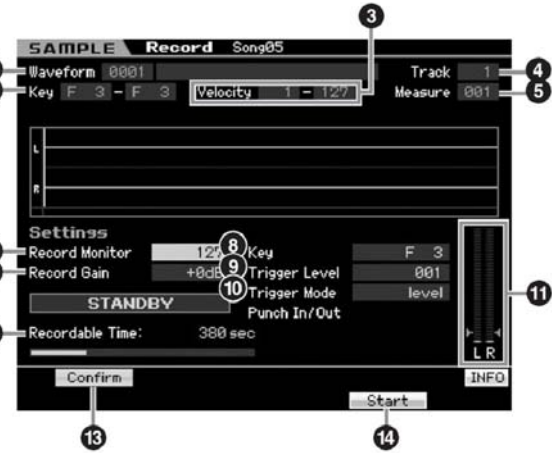 3
SAMPLE Record Song05
Waveform 0001 Track 1 4
Key F 3 - F 3 Velocity 1 - 127 Measure 001 5
L
R
Settings
Record Monitor 127 8 Key F 3
Record Gain +0dB 9 Trigger Level 001
10 Trigger Mode level
STANDBY Punch In/Out 11
Recordable Time: 380 sec
L R
Confirm INFO
Start
13 14